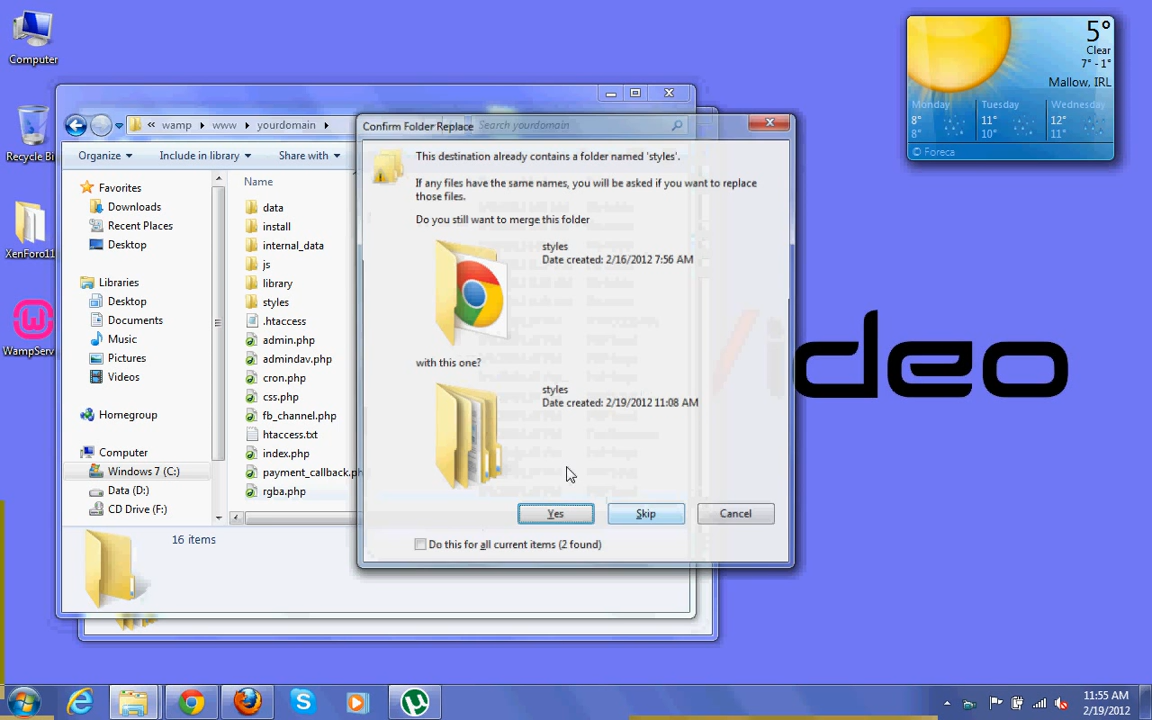 Computer
Recycle Bi
XenForo11
WampServ
5°
Clear
7° - 1°
Mallow, IRL
Monday
8°
8°
Tuesday
11°
10°
Wednesday
12°
11°
© Foreca
« wamp www yourdomain
Search yourdomain
Organize
Include in library
Share with
Favorites
Downloads
Recent Places
Desktop
Libraries
Desktop
Documents
Music
Pictures
Videos
Homegroup
Computer
Windows 7 (C:)
Data (D:)
CD Drive (F:)
Name
data
install
internal_data
js
library
styles
.htaccess
admin.php
admindav.php
cron.php
css.php
fb_channel.php
htaccess.txt
index.php
payment_callback.ph
rgba.php
16 items
Confirm Folder Replace
This destination already contains a folder named 'styles'.
If any files have the same names, you will be asked if you want to replace
those files.
Do you still want to merge this folder
styles
Date created: 2/16/2012 7:56 AM
with this one?
styles
Date created: 2/19/2012 11:08 AM
Yes
Skip
Cancel
Do this for all current items (2 found)
ideo
11:55 AM
2/19/2012